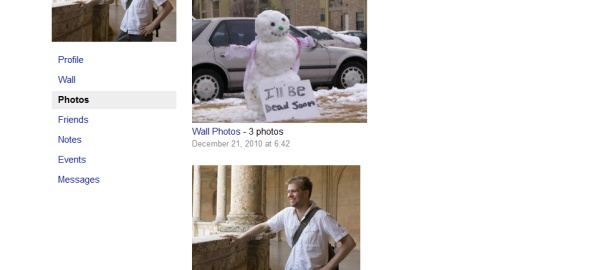 Profile
Wall
Photos
Friends
Notes
Events
Messages
I'll Be
Dead Soon
Wall Photos - 3 photos
December 21, 2010 at 6:42